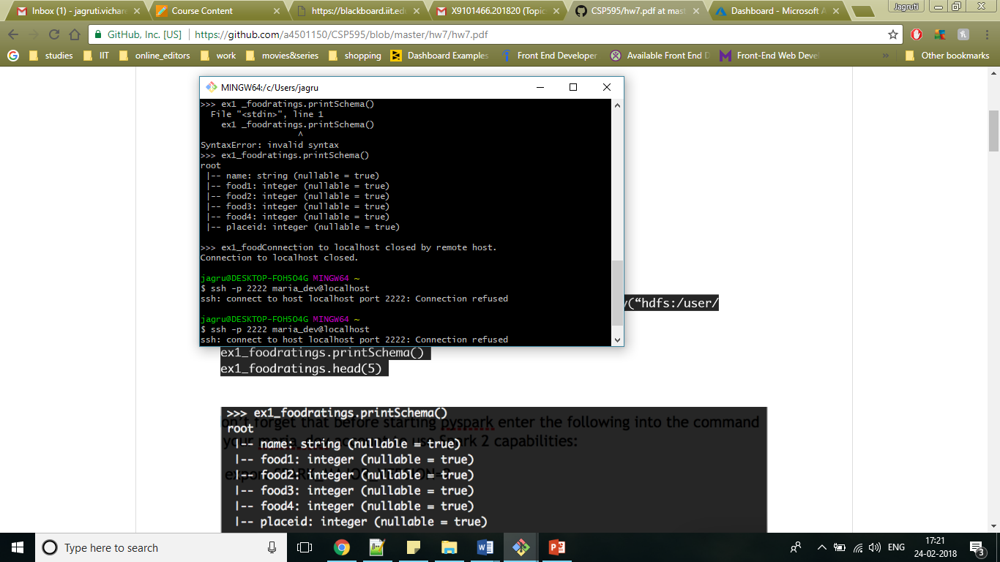 Inbox (1) - jagruti.vichare
Course Content
https://blackboard.iit.edu
X9101466.201820 (Topic
CSP595/hw7.pdf at mast
Dashboard - Microsoft A
Jagruti
GitHub, Inc. [US]
https://github.com/a4501150/CSP595/blob/master/hw7/hw7.pdf
studies
IIT
online_editors
work
movies&series
shopping
Dashboard Examples
Front End Developer
Available Front End D
Front-End Web Deve
»
Other bookmarks
MINGW64:/c/Users/jagru
>>> ex1 _foodratings.printSchema()
File "<stdin>", line 1
ex1 _foodratings.printSchema()
^
SyntaxError: invalid syntax
>>> ex1_foodratings.printSchema()
root
|-- name: string (nullable = true)
|-- food1: integer (nullable = true)
|-- food2: integer (nullable = true)
|-- food3: integer (nullable = true)
|-- food4: integer (nullable = true)
|-- placeid: integer (nullable = true)
>>> ex1_foodConnection to localhost closed by remote host.
Connection to localhost closed.
jagru@DESKTOP-FOH5O4G MINGW64 ~
$ ssh -p 2222 maria_dev@localhost
ssh: connect to host localhost port 2222: Connection refused
jagru@DESKTOP-FOH5O4G MINGW64 ~
$ ssh -p 2222 maria_dev@localhost
ssh: connect to host localhost port 2222: Connection refused
(“hdfs:/user/
ex1_foodratings.printSchema()
ex1_foodratings.head(5)
>>> ex1_foodratings.printSchema()
on't forget that before starting pyspark enter the following into the command
root
your maria_dev account to use Spark 2 capabilities:
|-- name: string (nullable = true)
|-- food1: integer (nullable = true)
|-- food2: integer (nullable = true)
|-- food3: integer (nullable = true)
|-- food4: integer (nullable = true)
|-- placeid: integer (nullable = true)
Type here to search
ENG
17:21
24-02-2018
3